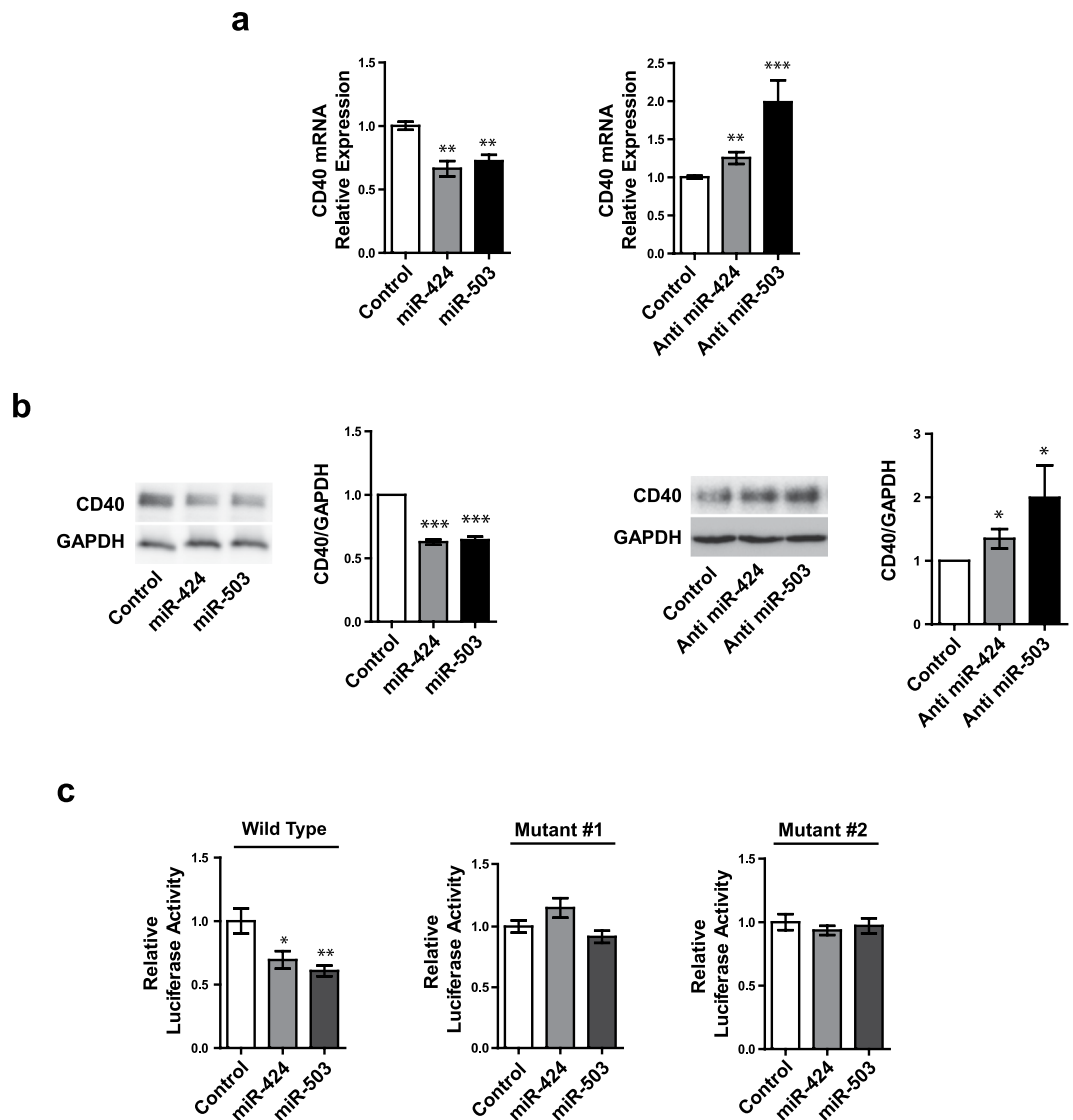 a
CD40 mRNA
Relative Expression
1.5
1.0
0.5
0.0
**
**
Control
miR-424
miR-503
CD40 mRNA
Relative Expression
2.5
2.0
1.5
1.0
0.5
0.0
**
***
Control
Anti miR-424
Anti miR-503
b
CD40
GAPDH
Control
miR-424
miR-503
CD40/GAPDH
1.5
1.0
0.5
0.0
***
***
Control
miR-424
miR-503
CD40
GAPDH
Control
Anti miR-424
Anti miR-503
CD40/GAPDH
3
2
1
0
*
*
Control
Anti miR-424
Anti miR-503
c
Wild Type
Relative
Luciferase Activity
1.5
1.0
0.5
0.0
*
**
Control
miR-424
miR-503
Mutant #1
Relative
Luciferase Activity
1.5
1.0
0.5
0.0
Control
miR-424
miR-503
Mutant #2
Relative
Luciferase Activity
1.5
1.0
0.5
0.0
Control
miR-424
miR-503